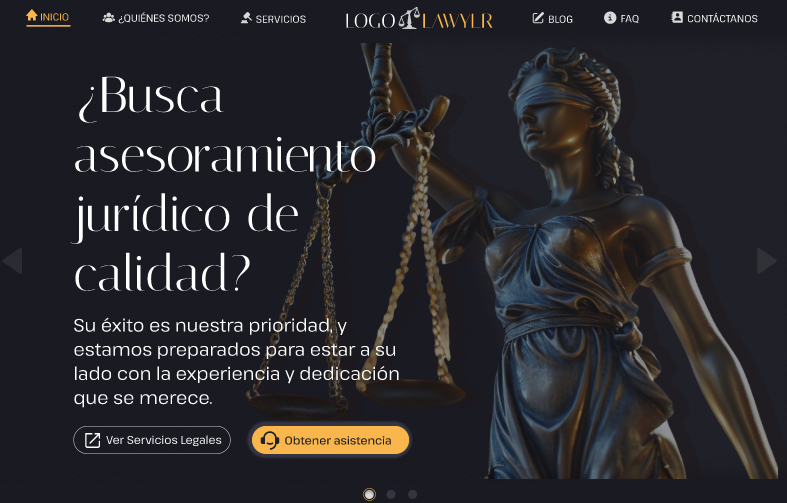 INICIO
¿QUIÉNES SOMOS?
SERVICIOS
LOGO LAWYER
BLOG
FAQ
CONTÁCTANOS
¿Busca
asesoramiento
jurídico de
calidad?
Su éxito es nuestra prioridad, y
estamos preparados para estar a su
lado con la experiencia y dedicación
que se merece.
Ver Servicios Legales
Obtener asistencia